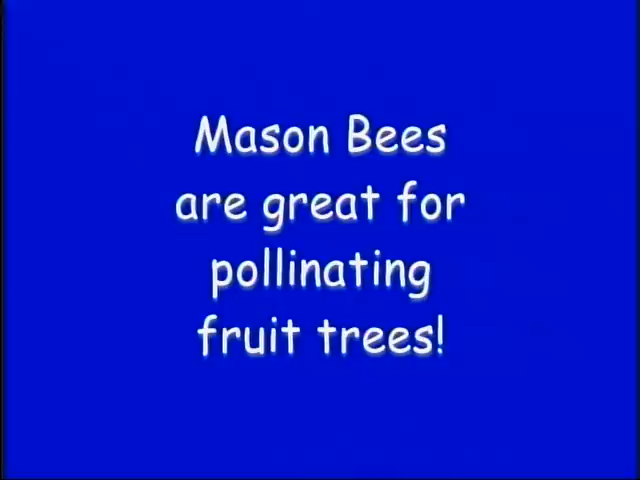 Mason Bees
are great for
pollinating
fruit trees!